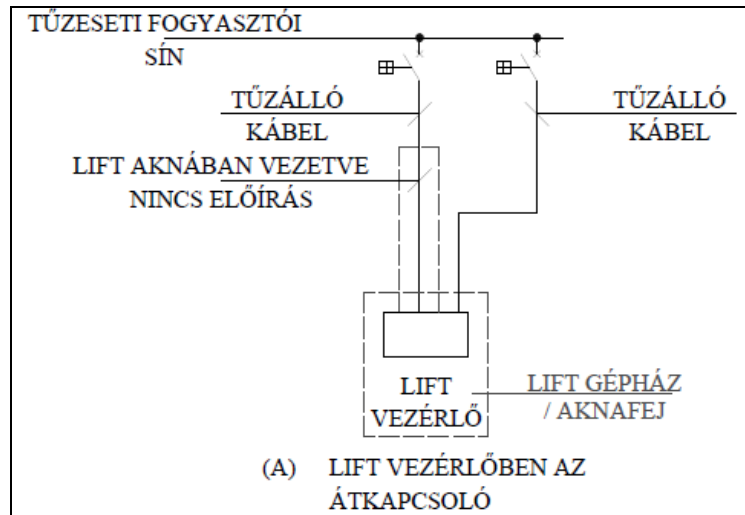 TŰZESETI FOGYASZTÓI
SÍN
TŰZÁLLÓ
KÁBEL
TŰZÁLLÓ
KÁBEL
LIFT AKNÁBAN VEZETVE
NINCS ELŐÍRÁS
LIFT
VEZÉRLŐ
LIFT GÉPHÁZ
/ AKNAFEJ
(A) LIFT VEZÉRLŐBEN AZ
ÁTKAPCSOLÓ